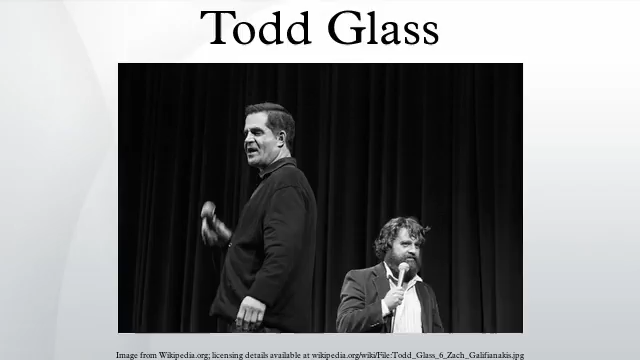 Todd Glass
Image from Wikipedia.org; licensing details available at wikipedia.org/wiki/File:Todd_Glass_6_Zach_Galifianakis.jpg